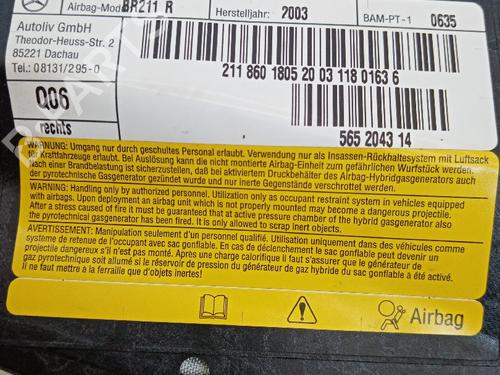 Airbag-Mod BR211 R Herstelljahr: 2003 BAM-PT-1 0635
Autoliv GmbH
Theodor-Heuss-Str. 2
85221 Dachau
Tel.: 08131/295-0
211 860 1805 20 03 118 0163 6
Q06
565 2043 14
rechts
WARNUNG: Umgang nur durch geschultes Personal erlaubt. Verwendung nur als Insassen-Rückhaltesystem mit Luftsack
für Kraftfahrzeuge erlaubt. Bei Auslösung kann die nicht montierte Airbag-Einheit zum gefährlichen Wurfstück werden.
Nach einer Brandbelastung ist sicherzustellen, daß bei aktiviertem Druckbehälter des Airbag-Hybridgasgenerators auch
der pyrotechnische Gasgenerator gezündet wurde und nur inerte Gegenstände verschrottet werden.
WARNING: Handling only by authorized personnel. Utilization only as occupant restraint system in vehicles equipped
with airbags. Upon deployment an airbag unit which is not properly mounted may become a dangerous projectile.
After a stress caused of fire it must be guaranteed that at active pressure chamber of the hybrid gasgenerator also
the pyrotechnical gasgenerator has been fired. It is only allowed to scrap inert objects.
AVERTISSEMENT: Manipulation seulement d'un personnel qualifié. Utilisation uniquement dans des véhicules comme
système de retenue de l'occupant avec sac gonflable. En cas de déclenchement le sac gonflable peut devenir un
projectile dangereux s'il n'est pas monté. Après une charge calorifique il faut assurer que le générateur de
gaz pyrotechnique soit allumé si le réservoir de pression du générateur de gaz hybride du sac gonflable a été activé.
Il ne faut mettre à la ferraille que d'objets inertes!
Airbag